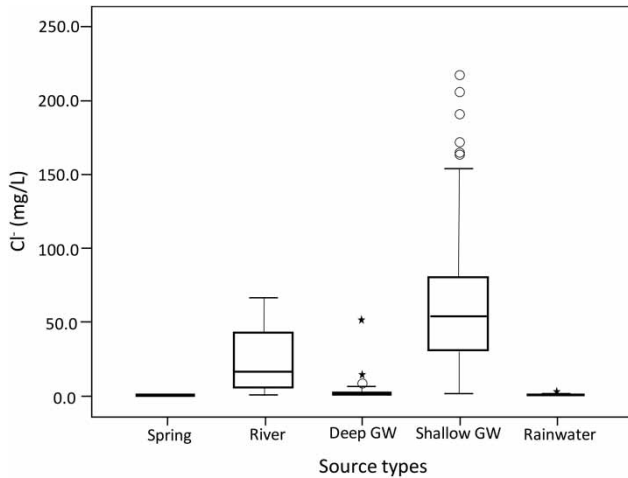 250.0
200.0
150.0
100.0
50.0
0.0
Cl⁻ (mg/L)
Spring River Deep GW Shallow GW Rainwater
Source types